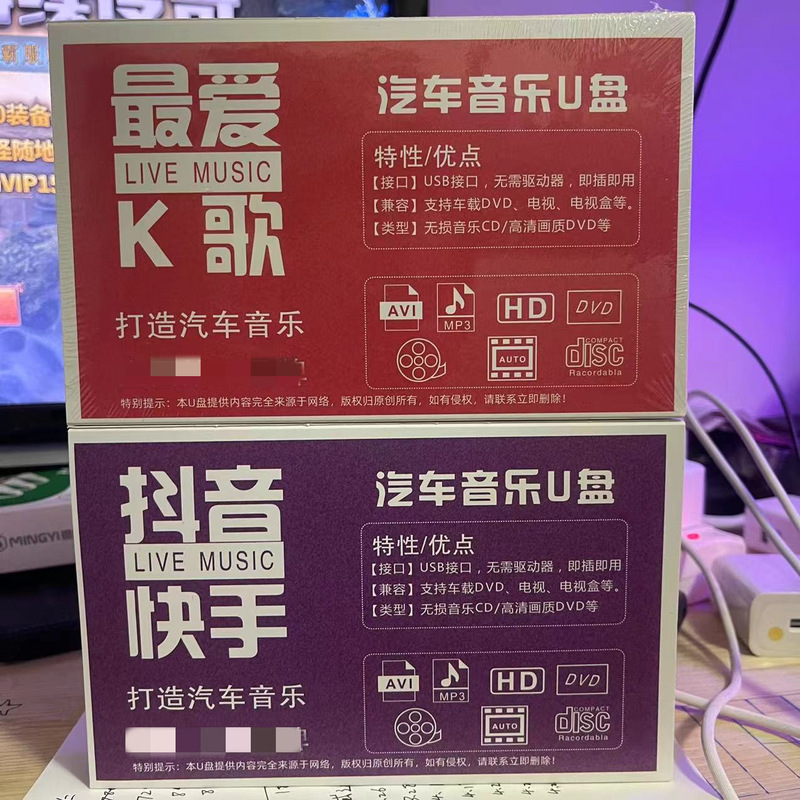 0装备
怪随地
VIP15
最爱
LIVE MUSIC
K 歌
打造汽车音乐
汽车音乐U盘
特性/优点
【接口】USB接口，无需驱动器，即插即用
【兼容】支持车载DVD、电视、电视盒等。
【类型】无损音乐CD/高清画质DVD等
AVI
MP3
HD
DVD
AUTO
COMPACT
disc
Racordable
特别提示：本U盘提供内容完全来源于网络，版权归原创所有，如有侵权，请联系立即删除！
MINGYI
抖音
LIVE MUSIC
快手
打造汽车音乐
汽车音乐U盘
特性/优点
【接口】USB接口，无需驱动器，即插即用
【兼容】支持车载DVD、电视、电视盒等。
【类型】无损音乐CD/高清画质DVD等
AVI
MP3
HD
DVD
AUTO
COMPACT
disc
Racordable
特别提示：本U盘提供内容完全来源于网络，版权归原创所有，如有侵权，请联系立即删除！